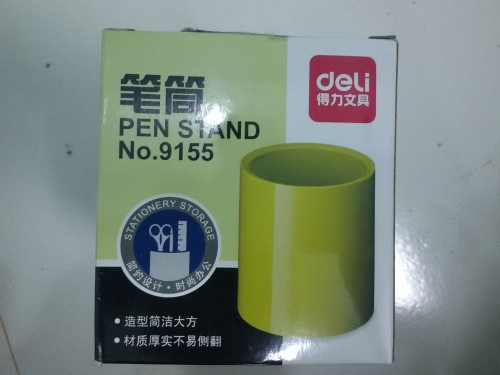 笔筒
PEN STAND
No.9155
deli
得力文具
STATIONERY STORAGE
简约设计·时尚办公
• 造型简洁大方
• 材质厚实不易侧翻